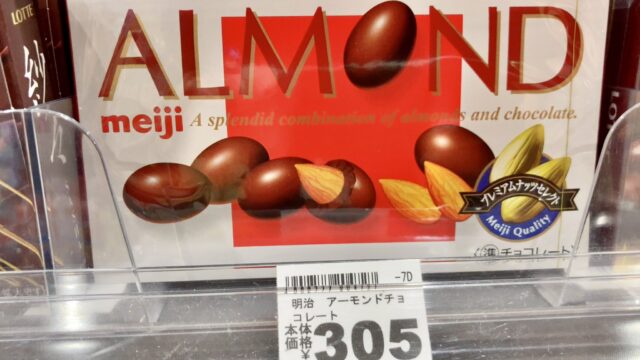 LOTTE
ALMOND
meiji A splendid combination of almonds and chocolate.
プレミアムナッツセレクト
Meiji Quality
準チョコレート
-7D
明治 アーモンドチョ
コレート
本体
価格
¥305